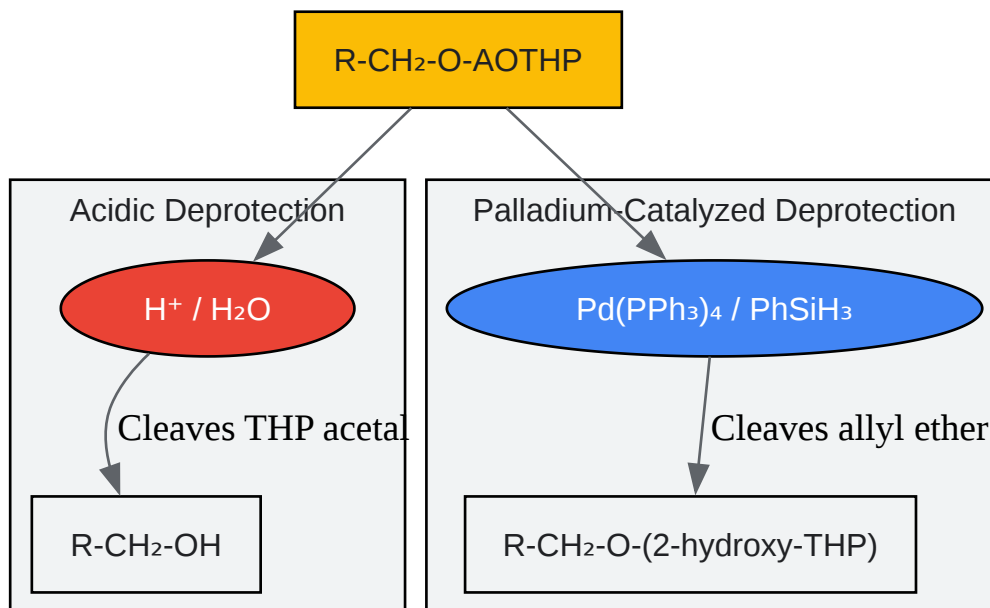 R-CH₂-O-AOTHP
Acidic Deprotection
Palladium-Catalyzed Deprotection
H⁺ / H₂O
Pd(PPh₃)₄ / PhSiH₃
Cleaves THP acetal
Cleaves allyl ether
R-CH₂-OH
R-CH₂-O-(2-hydroxy-THP)